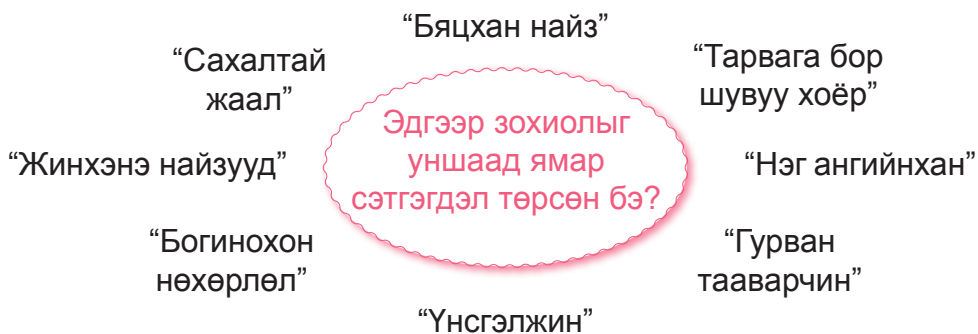 “Бяцхан найз”
“Сахалтай
жаал”
“Тарвага бор
шувуу хоёр”
Эдгээр зохиолыг
уншаад ямар
сэтгэгдэл төрсөн бэ?
“Жинхэнэ найзууд”
“Нэг ангийнхан”
“Богинохон
нөхөрлөл”
“Гурван
тааварчин”
“Үнсгэлжин”